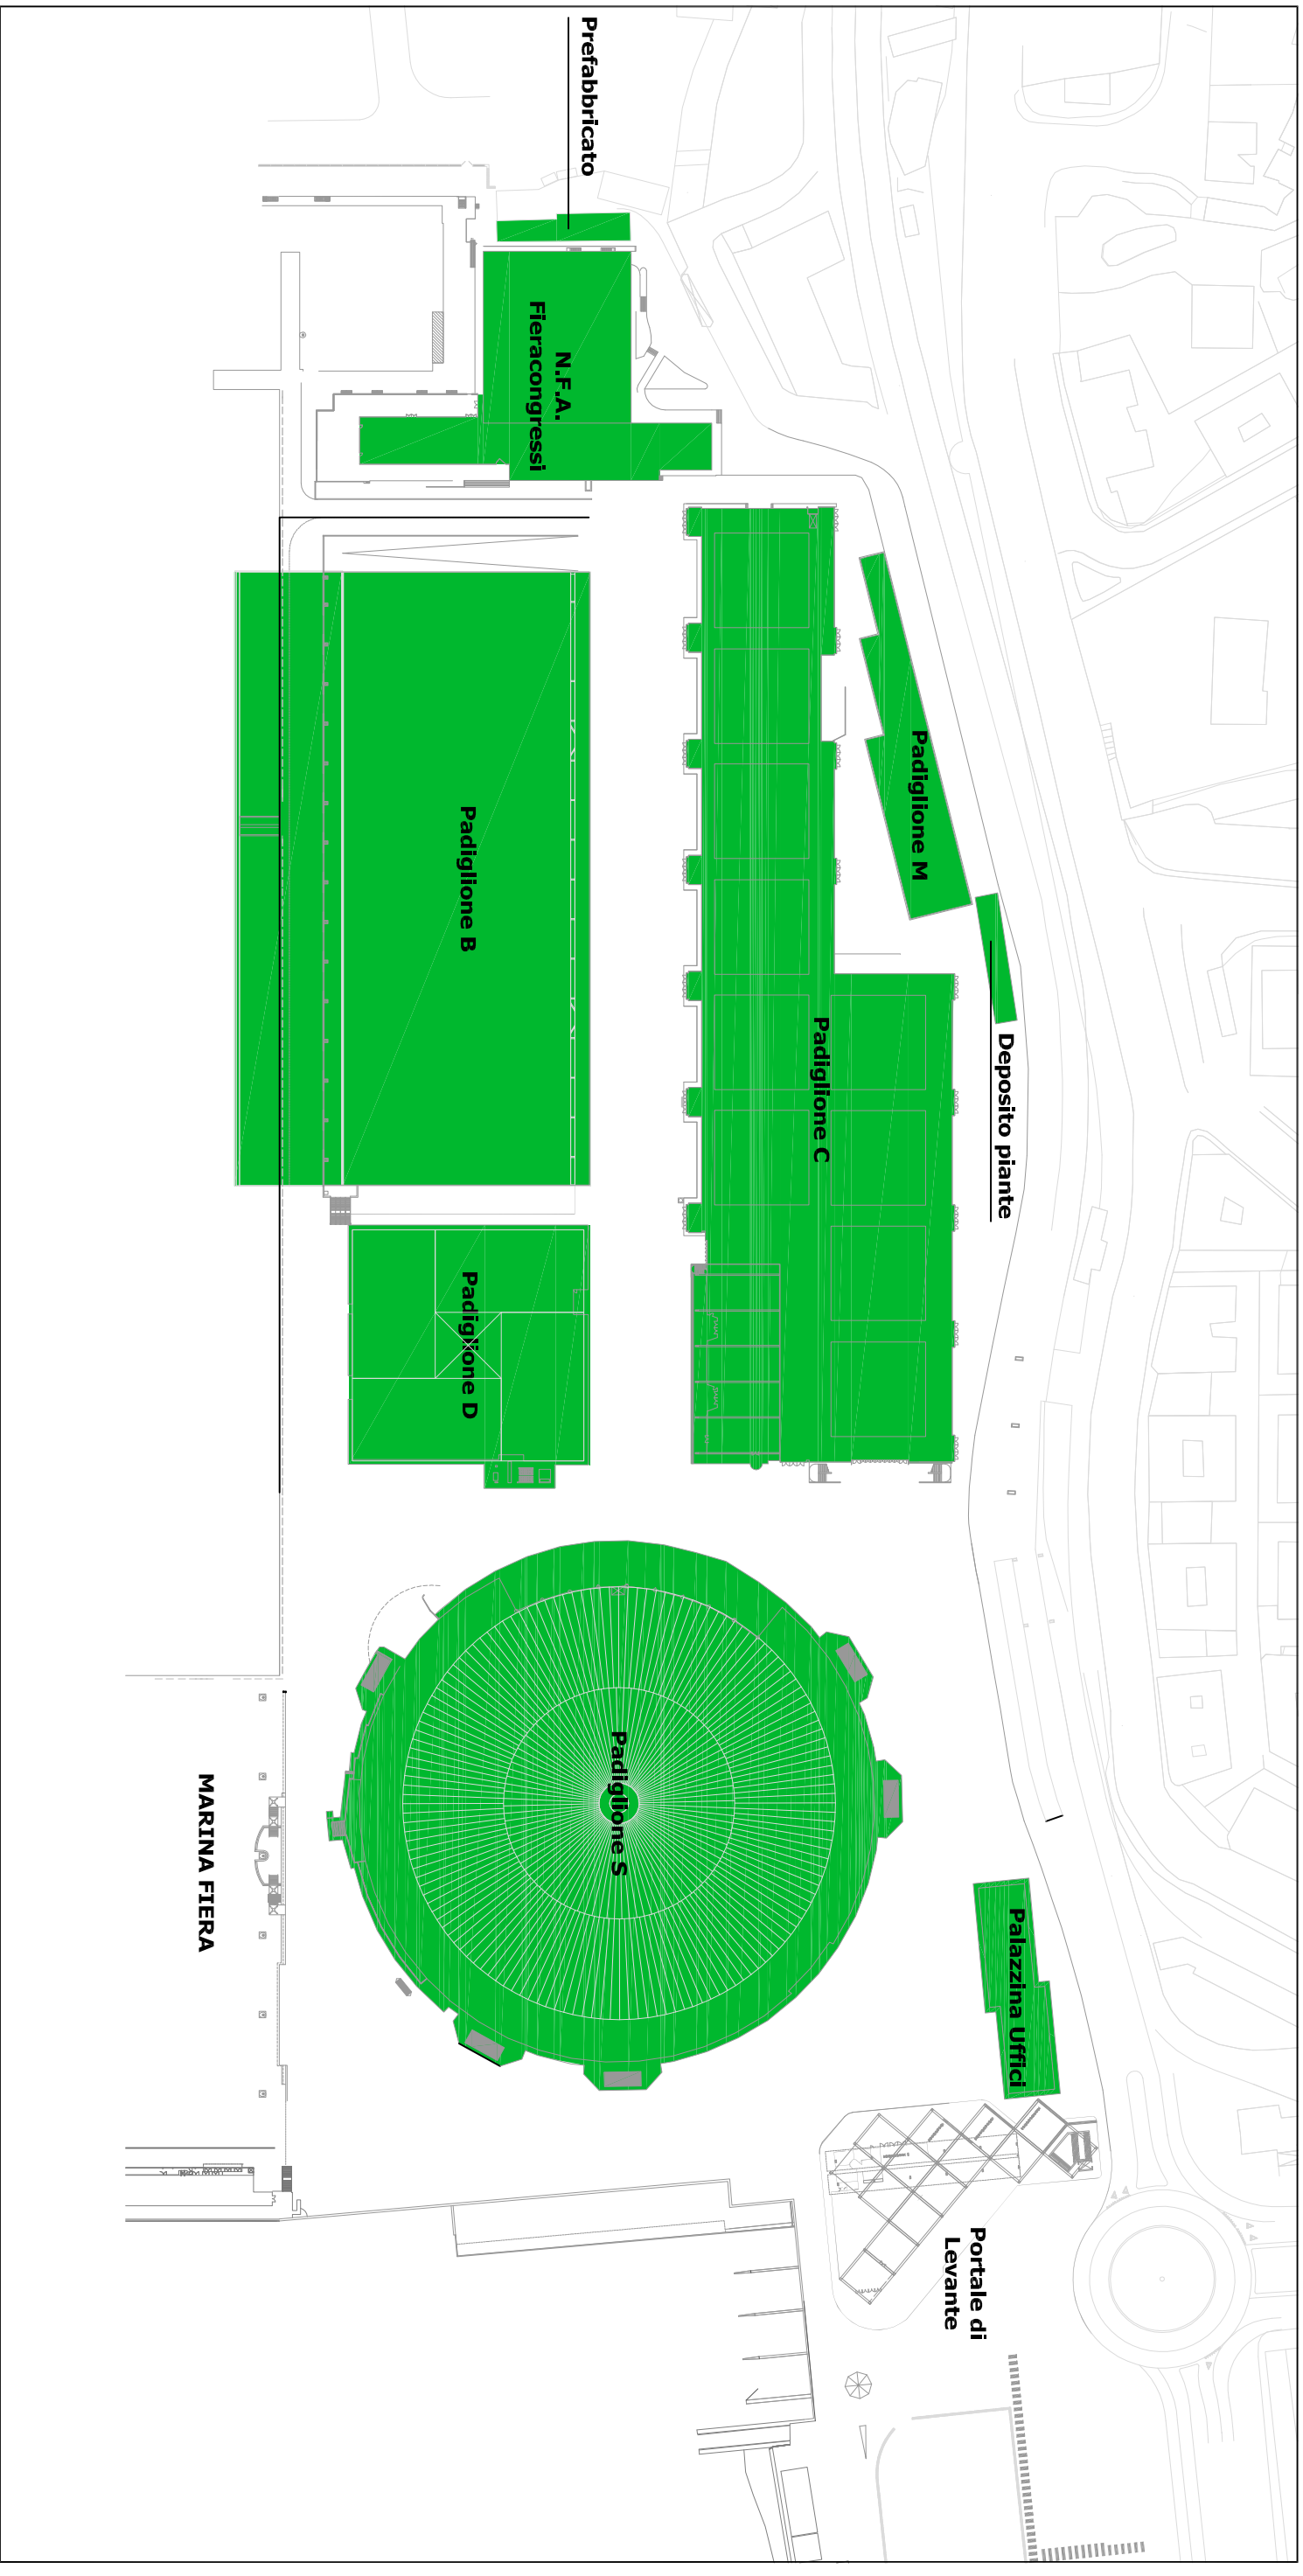 Prefabbricato
N.F.A.
Fieracongressi
Padiglione M
Padiglione B
Padiglione C
Deposito piante
Padiglione D
Padiglione S
MARINA FIERA
Palazzina Uffici
Portale di
Levante